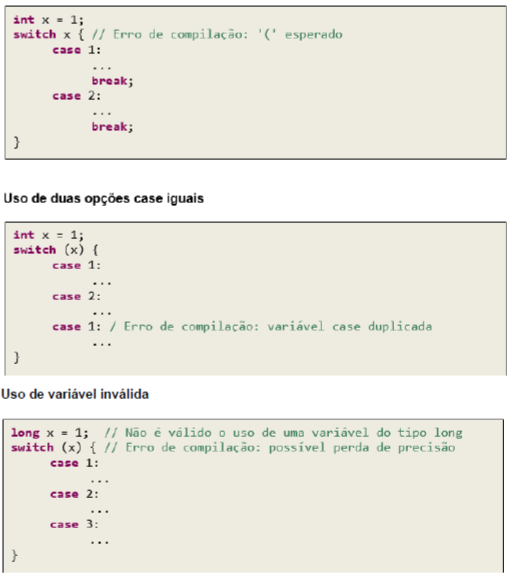 int x = 1;
switch x { // Erro de compilação: '(' esperado
case 1:
...
break;
case 2:
...
break;
}
Uso de duas opções case iguais
int x = 1;
switch (x) {
case 1:
...
case 2:
...
case 1: / Erro de compilação: variável case duplicada
...
}
Uso de variável inválida
long x = 1; // Não é válido o uso de uma variável do tipo long
switch (x) { // Erro de compilação: possível perda de precisão
case 1:
...
case 2:
...
case 3:
...
}